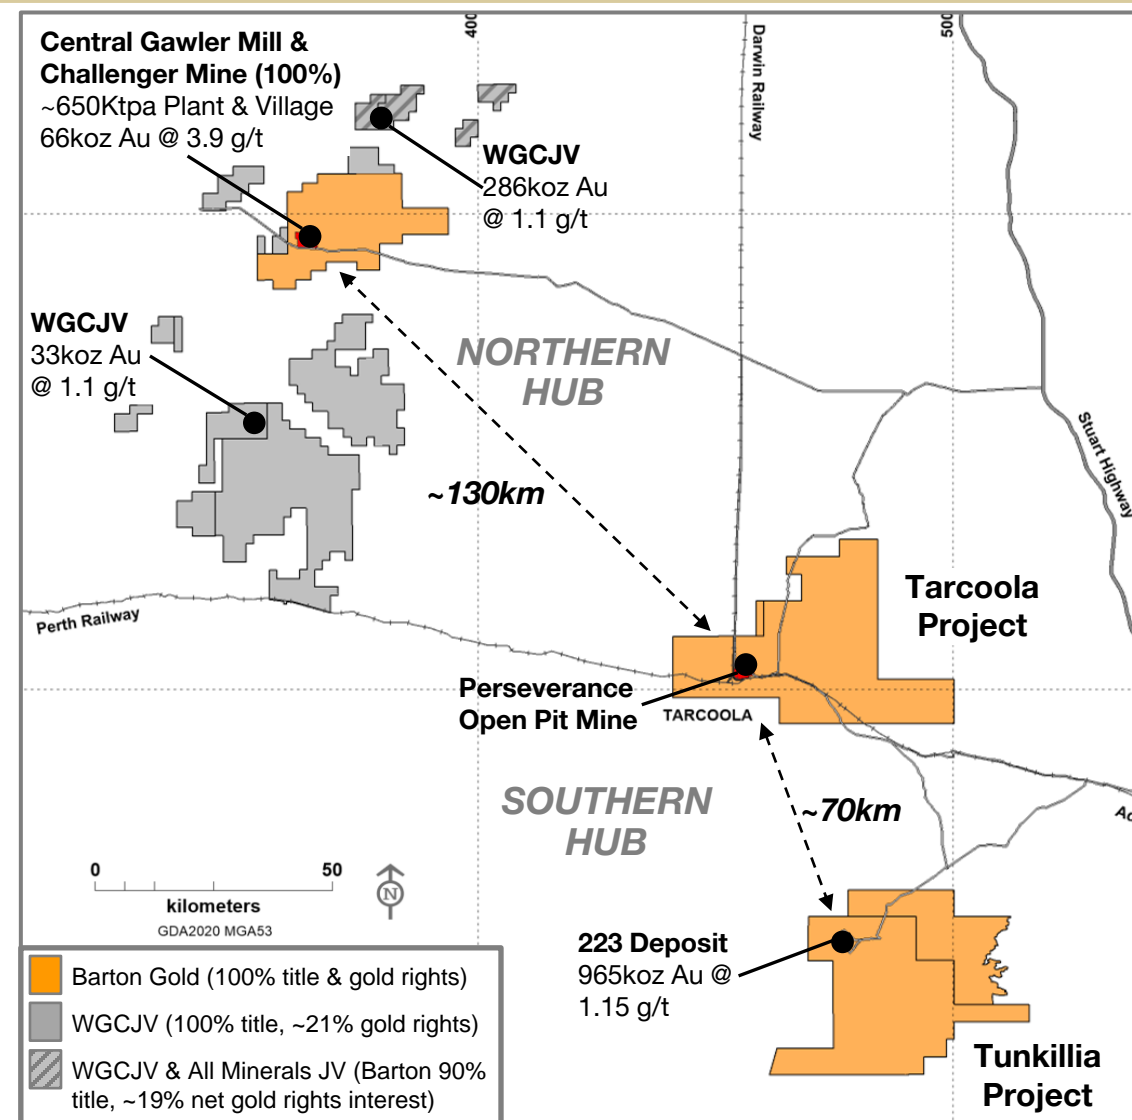 400
500
Central Gawler Mill &
Challenger Mine (100%)
~650Ktpa Plant & Village
66koz Au @ 3.9 g/t
Darwin Railway
WGCJV
286koz Au
@ 1.1 g/t
WGCJV
33koz Au
@ 1.1 g/t
NORTHERN
HUB
Stuart Highway
~130km
Tarcoola
Project
Perth Railway
Perseverance
Open Pit Mine
TARCOOLA
SOUTHERN
HUB
~70km
0 50
kilometers
GDA2020 MGA53
N
223 Deposit
965koz Au @
1.15 g/t
Tunkillia
Project
Barton Gold (100% title & gold rights)
WGCJV (100% title, ~21% gold rights)
WGCJV & All Minerals JV (Barton 90%
title, ~19% net gold rights interest)